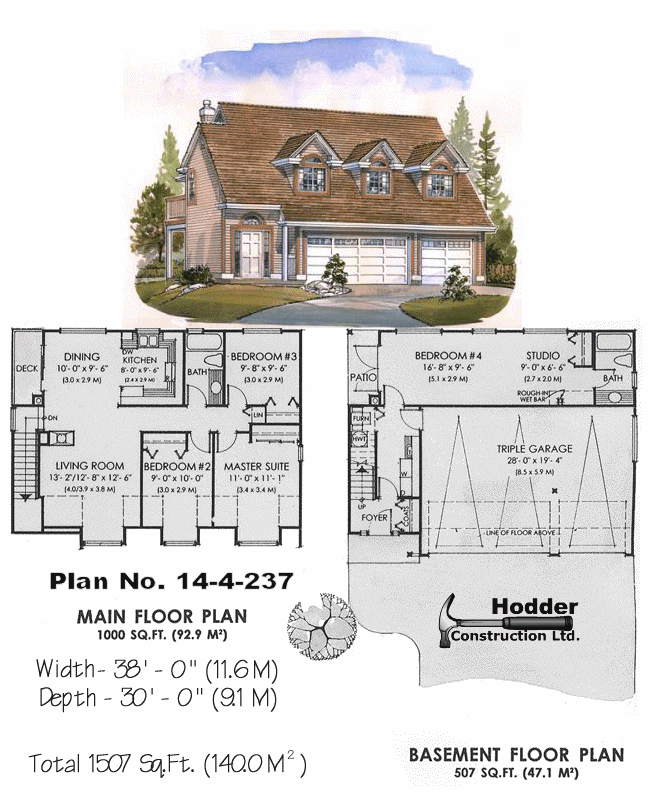 DECK
DINING
10'- 0" x 9'- 6"
(3.0 x 2.9 M)
DW
KITCHEN
8'- 0" x 9'- 6"
(2.4 x 2.9 M)
BATH
BEDROOM #3
9'- 8" x 9'- 6"
(3.0 x 2.9 M)
DN
LIN
LIVING ROOM
13'- 2"/12'- 8" x 12'- 6"
(4.0/3.9 x 3.8 M)
BEDROOM #2
9'- 0" x 10'- 0"
(3.0 x 2.9 M)
MASTER SUITE
11'- 0" x 11'- 1"
(3.4 x 3.4 M)
BEDROOM #4
16'- 8" x 9'- 6"
(5.1 x 2.9 M)
STUDIO
9'- 0" x 6'- 6"
(2.7 x 2.0 M)
PATIO
BATH
ROUGH-IN
WET BAR
FURN
HWT
W
D
UP
FOYER
COATS
TRIPLE GARAGE
28'- 0" x 19'- 4"
(8.5 x 5.9 M)
LINE OF FLOOR ABOVE
Plan No. 14-4-237
MAIN FLOOR PLAN
1000 SQ.FT. (92.9 M²)
Width- 38' - 0" (11.6 M)
Depth - 30' - 0" (9.1 M)
Total 1507 Sq.Ft. (140.0 M²)
Hodder
Construction Ltd.
BASEMENT FLOOR PLAN
507 SQ.FT. (47.1 M²)